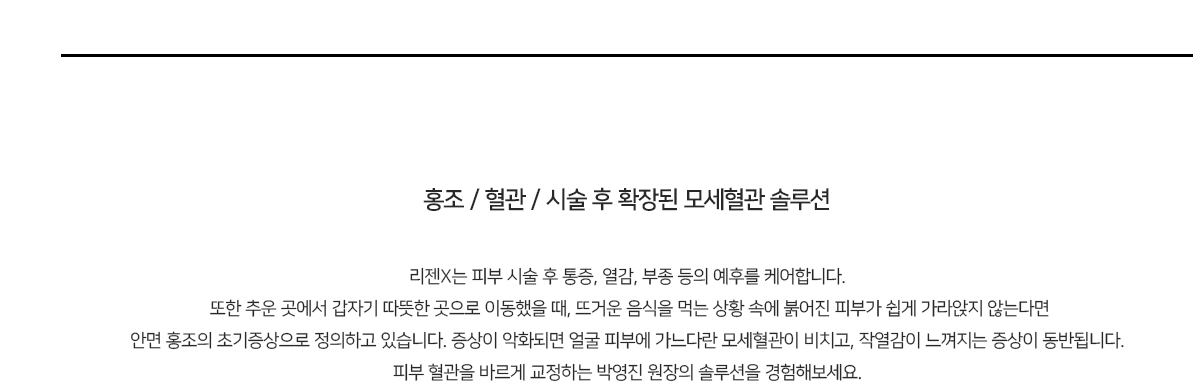 홍조 / 혈관 / 시술 후 확장된 모세혈관 솔루션
리젠X는 피부 시술 후 통증, 열감, 부종 등의 예후를 케어합니다.
또한 추운 곳에서 갑자기 따뜻한 곳으로 이동했을 때, 뜨거운 음식을 먹는 상황 속에 붉어진 피부가 쉽게 가라앉지 않는다면
안면 홍조의 초기증상으로 정의하고 있습니다. 증상이 악화되면 얼굴 피부에 가느다란 모세혈관이 비치고, 작열감이 느껴지는 증상이 동반됩니다.
피부 혈관을 바르게 교정하는 박영진 원장의 솔루션을 경험해보세요.